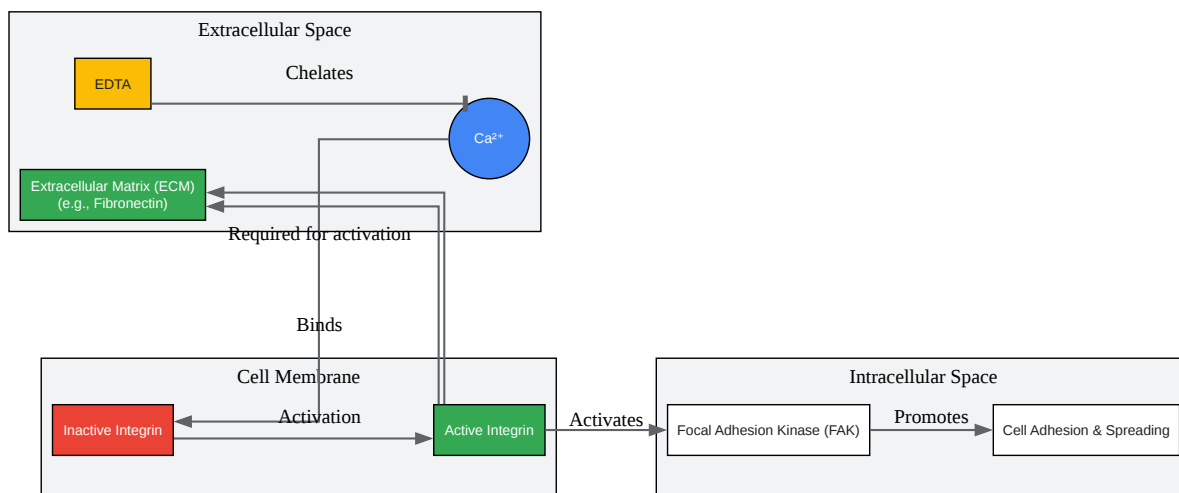 Extracellular Space
EDTA
Chelates
Ca²⁺
Extracellular Matrix (ECM)
(e.g., Fibronectin)
Required for activation
Binds
Cell Membrane
Inactive Integrin
Activation
Active Integrin
Activates
Intracellular Space
Focal Adhesion Kinase (FAK)
Promotes
Cell Adhesion & Spreading